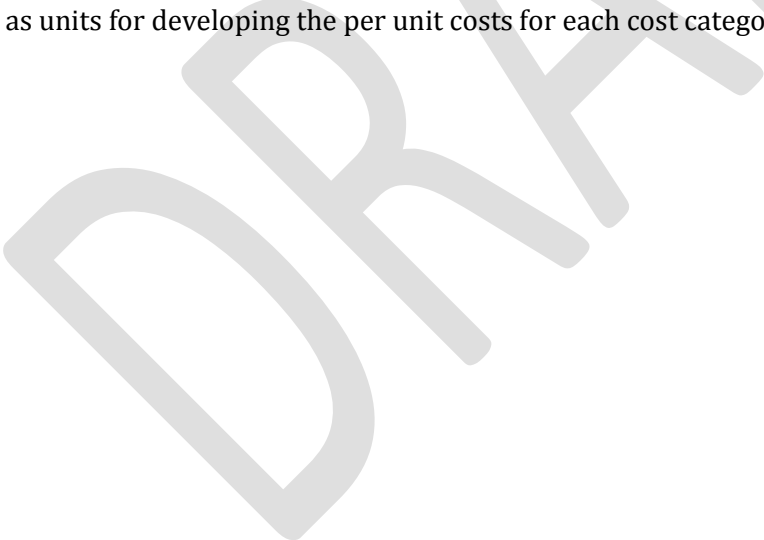 as units for developing the per unit costs for each cost catego
DRA